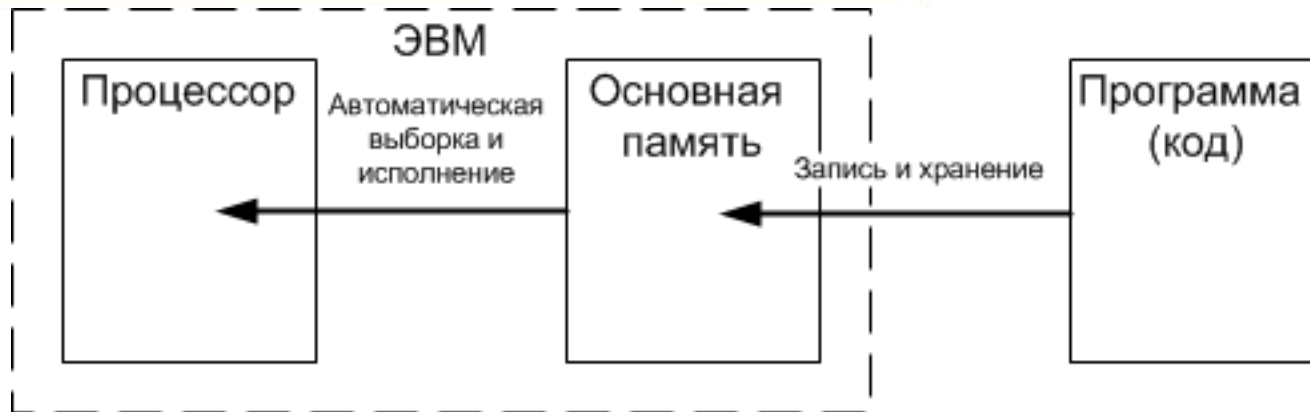 ЭВМ
Процессор
Автоматическая
выборка и
исполнение
Основная
память
Запись и хранение
Программа
(код)